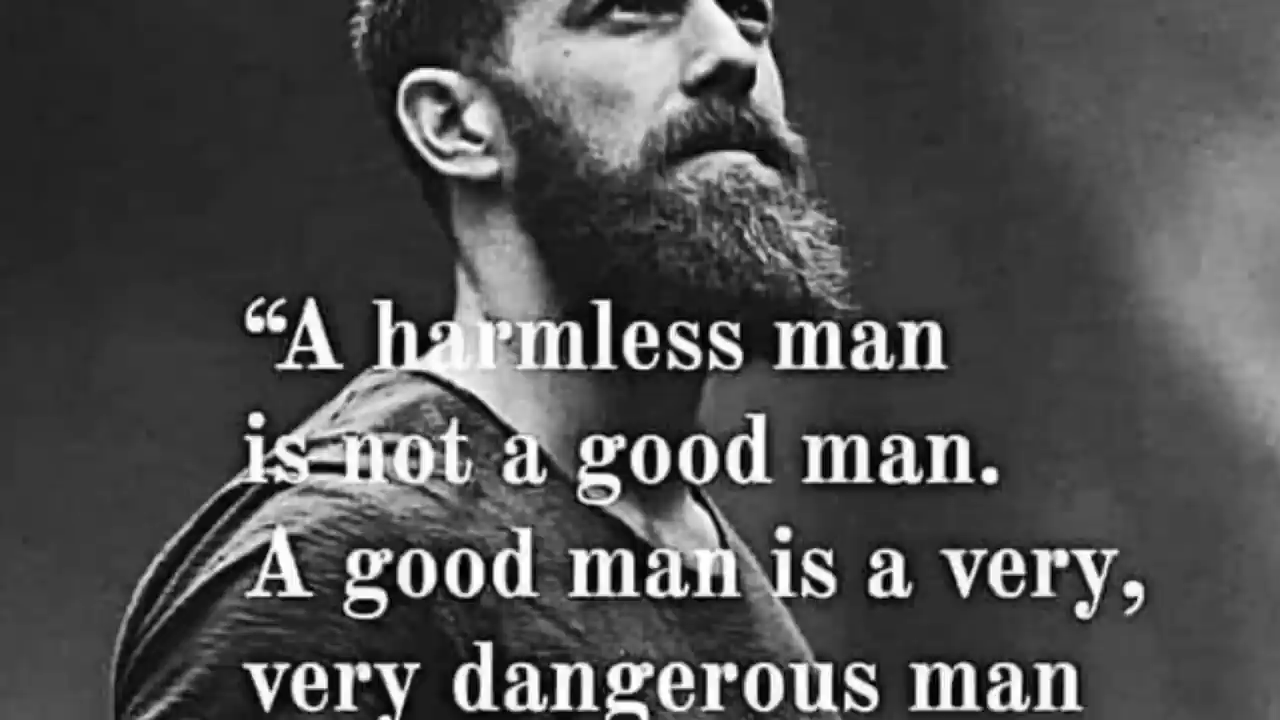 “A harmless man
is not a good man.
A good man is a very,
very dangerous man